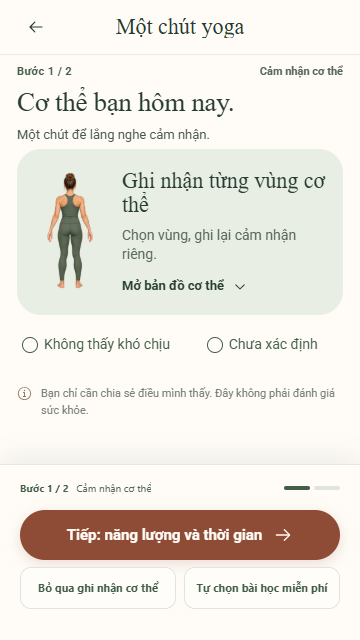 Một chút yoga
Bước 1 / 2
Cảm nhận cơ thể
Cơ thể bạn hôm nay.
Một chút để lắng nghe cảm nhận.
Ghi nhận từng vùng cơ
thể
Chọn vùng, ghi lại cảm nhận
riêng.
Mở bản đồ cơ thể
Không thấy khó chịu
Chưa xác định
Bạn chỉ cần chia sẻ điều mình thấy. Đây không phải đánh giá
sức khỏe.
Bước 1 / 2 Cảm nhận cơ thể
Tiếp: năng lượng và thời gian
Bỏ qua ghi nhận cơ thể
Tự chọn bài học miễn phí